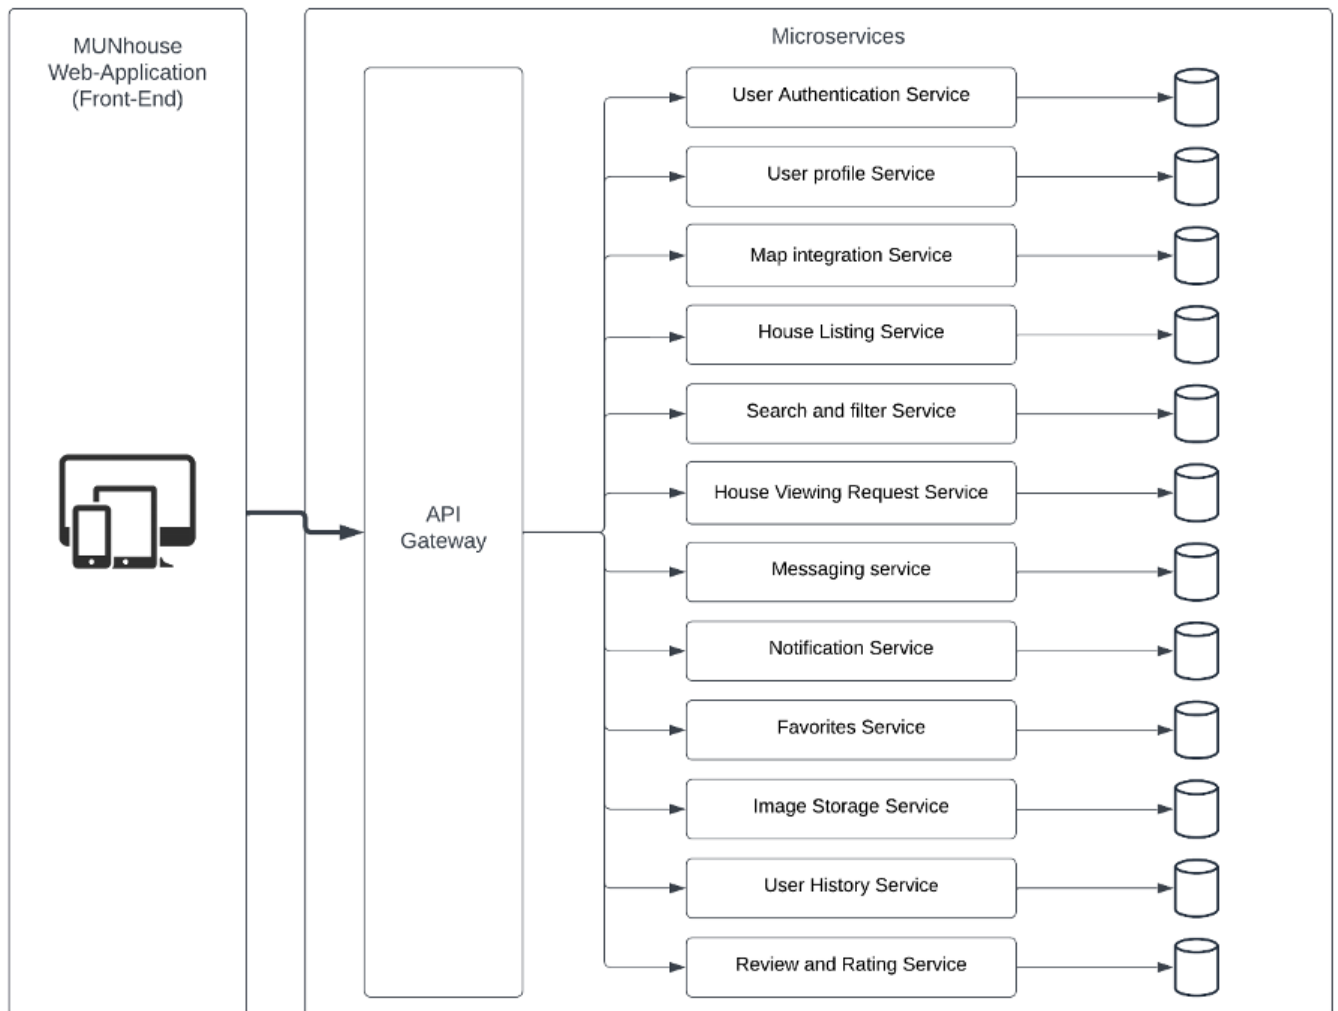 MUNhouse
Web-Application
(Front-End)
Microservices
API
Gateway
User Authentication Service
User profile Service
Map integration Service
House Listing Service
Search and filter Service
House Viewing Request Service
Messaging service
Notification Service
Favorites Service
Image Storage Service
User History Service
Review and Rating Service